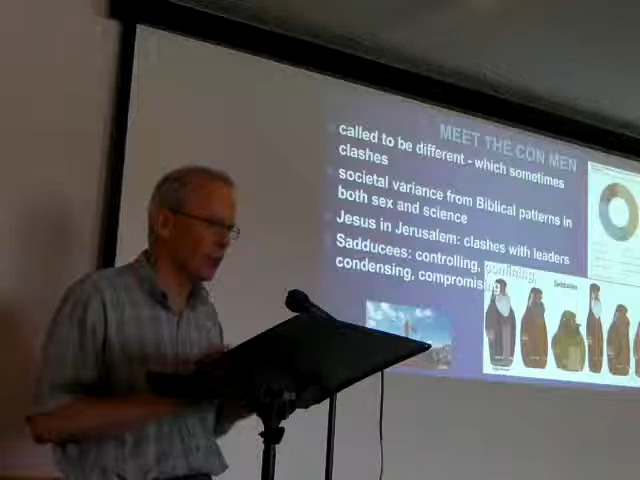 MEET THE CON MEN
called to be different - which sometimes
clashes
societal variance from Biblical patterns in
both sex and science
Jesus in Jerusalem: clashes with leaders
Sadducees: controlling, confining,
condensing, compromising
Sadducees